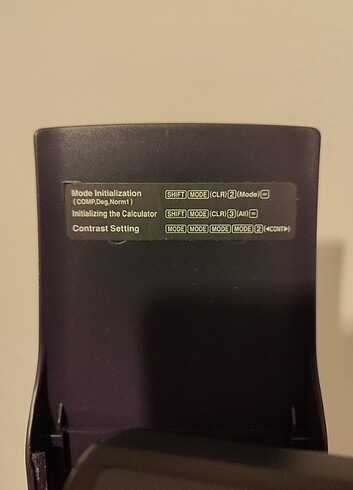 Mode Initialization SHIFT MODE (CLR) 2 (Mode) =
(COMP,Deg,Norm1)
Initializing the Calculator SHIFT MODE (CLR) 3 (All) =
Contrast Setting MODE MODE MODE MODE 2 (◀CONT▶)